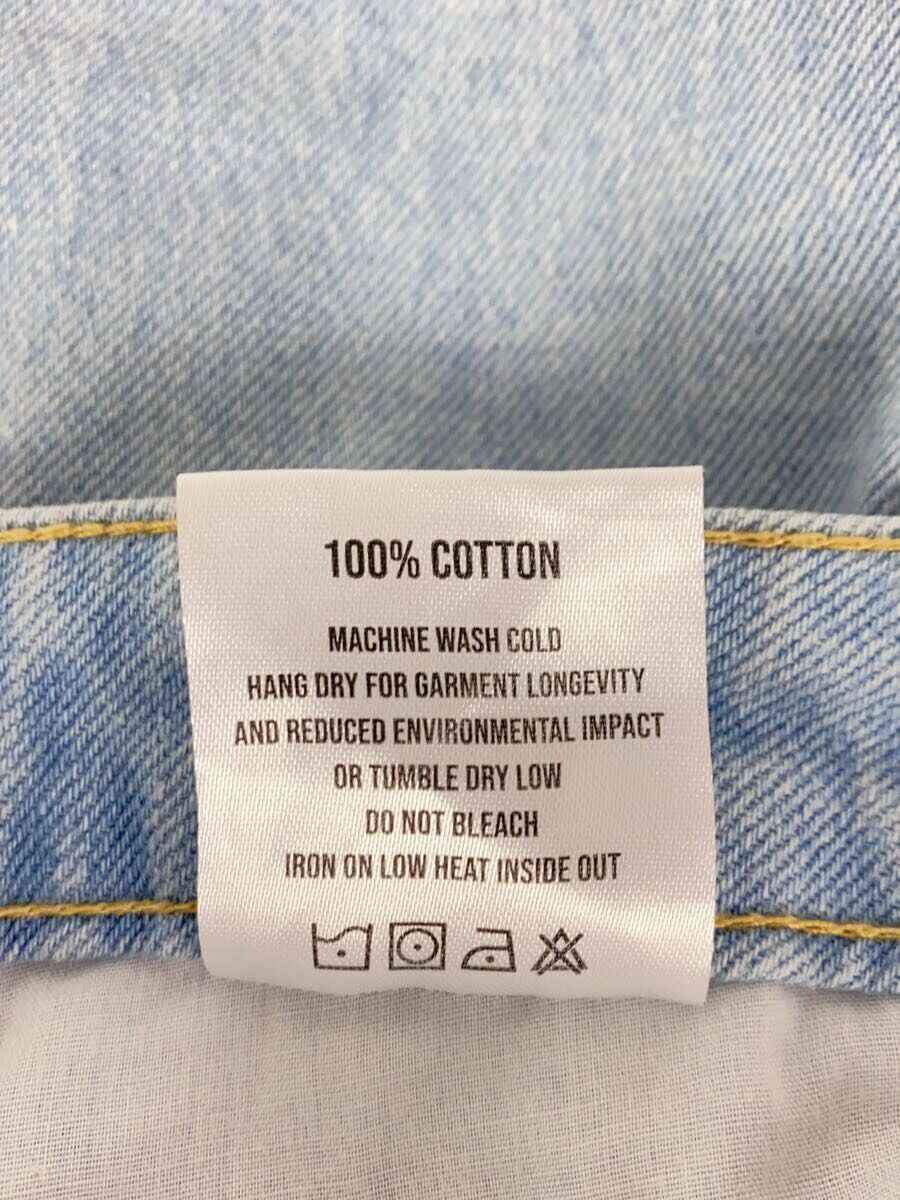 100% COTTON
MACHINE WASH COLD
HANG DRY FOR GARMENT LONGEVITY
AND REDUCED ENVIRONMENTAL IMPACT
OR TUMBLE DRY LOW
DO NOT BLEACH
IRON ON LOW HEAT INSIDE OUT